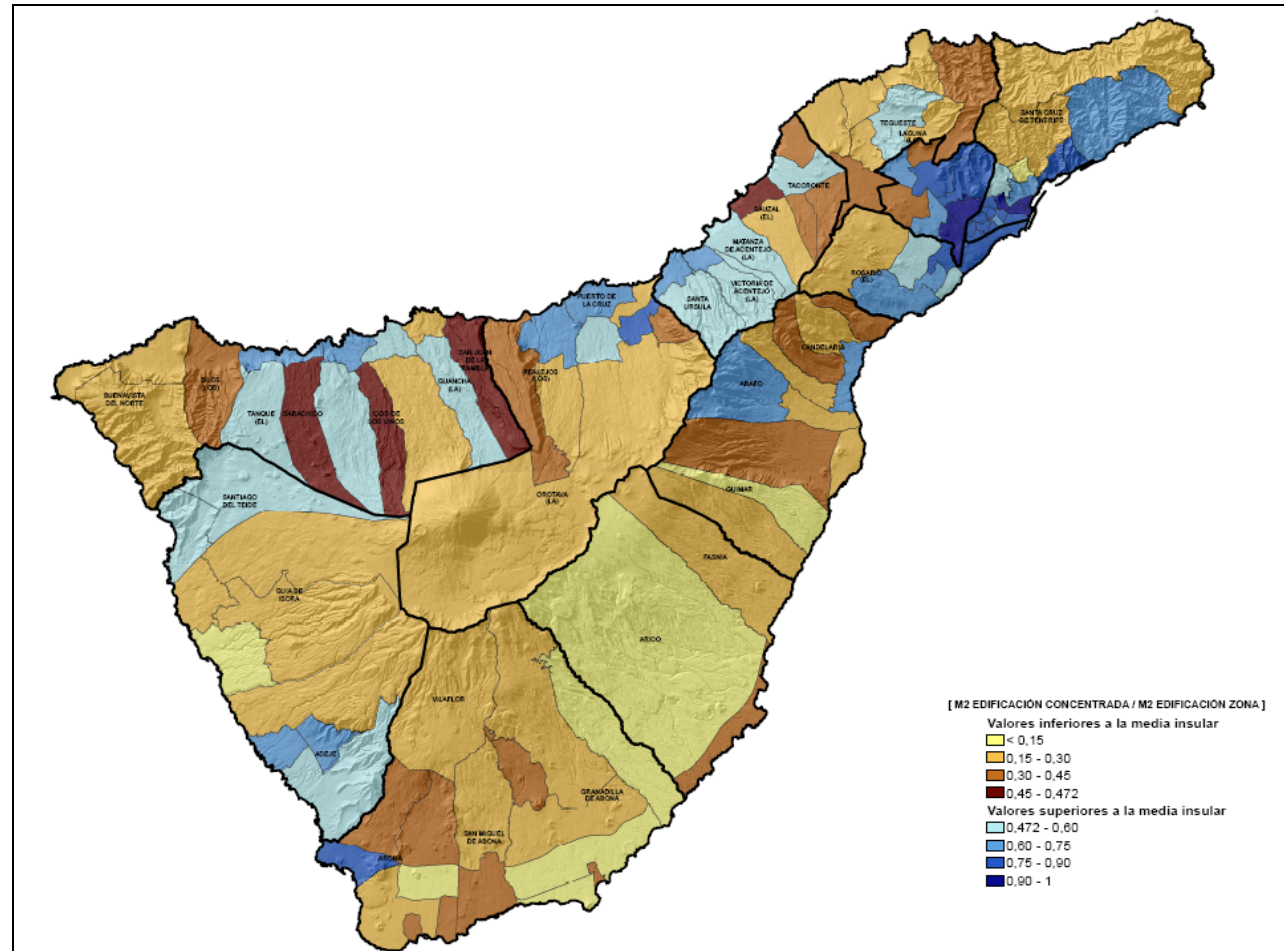 SANTA CRUZ
DE TENERIFE
TEGUESTE
LAGUNA
TACORONTE
SAUZAL
(EL)
MATANZA
DE ACENTEJO
(LA)
ROSARIO
(EL)
VICTORIA DE
ACENTEJO
(LA)
SANTA
URSULA
PUERTO DE
LA CRUZ
CANDELARIA
SAN JUAN
DE LA
RAMBLA
REALEJOS
(LOS)
GUANCHA
(LA)
ARAFO
SILOS
(LOS)
BUENAVISTA
DEL NORTE
TANQUE
(EL)
GARACHICO
ICOD DE
LOS VINOS
SANTIAGO
DEL TEIDE
OROTAVA
(LA)
GUIMAR
FASNIA
GUIA DE
ISORA
ARICO
VILAFLOR
ADEJE
GRANADILLA
DE ABONA
SAN MIGUEL
DE ABONA
ARONA
[ M2 EDIFICACIÓN CONCENTRADA / M2 EDIFICACIÓN ZONA ]
Valores inferiores a la media insular
< 0,15
0,15 - 0,30
0,30 - 0,45
0,45 - 0,472
Valores superiores a la media insular
0,472 - 0,60
0,60 - 0,75
0,75 - 0,90
0,90 - 1